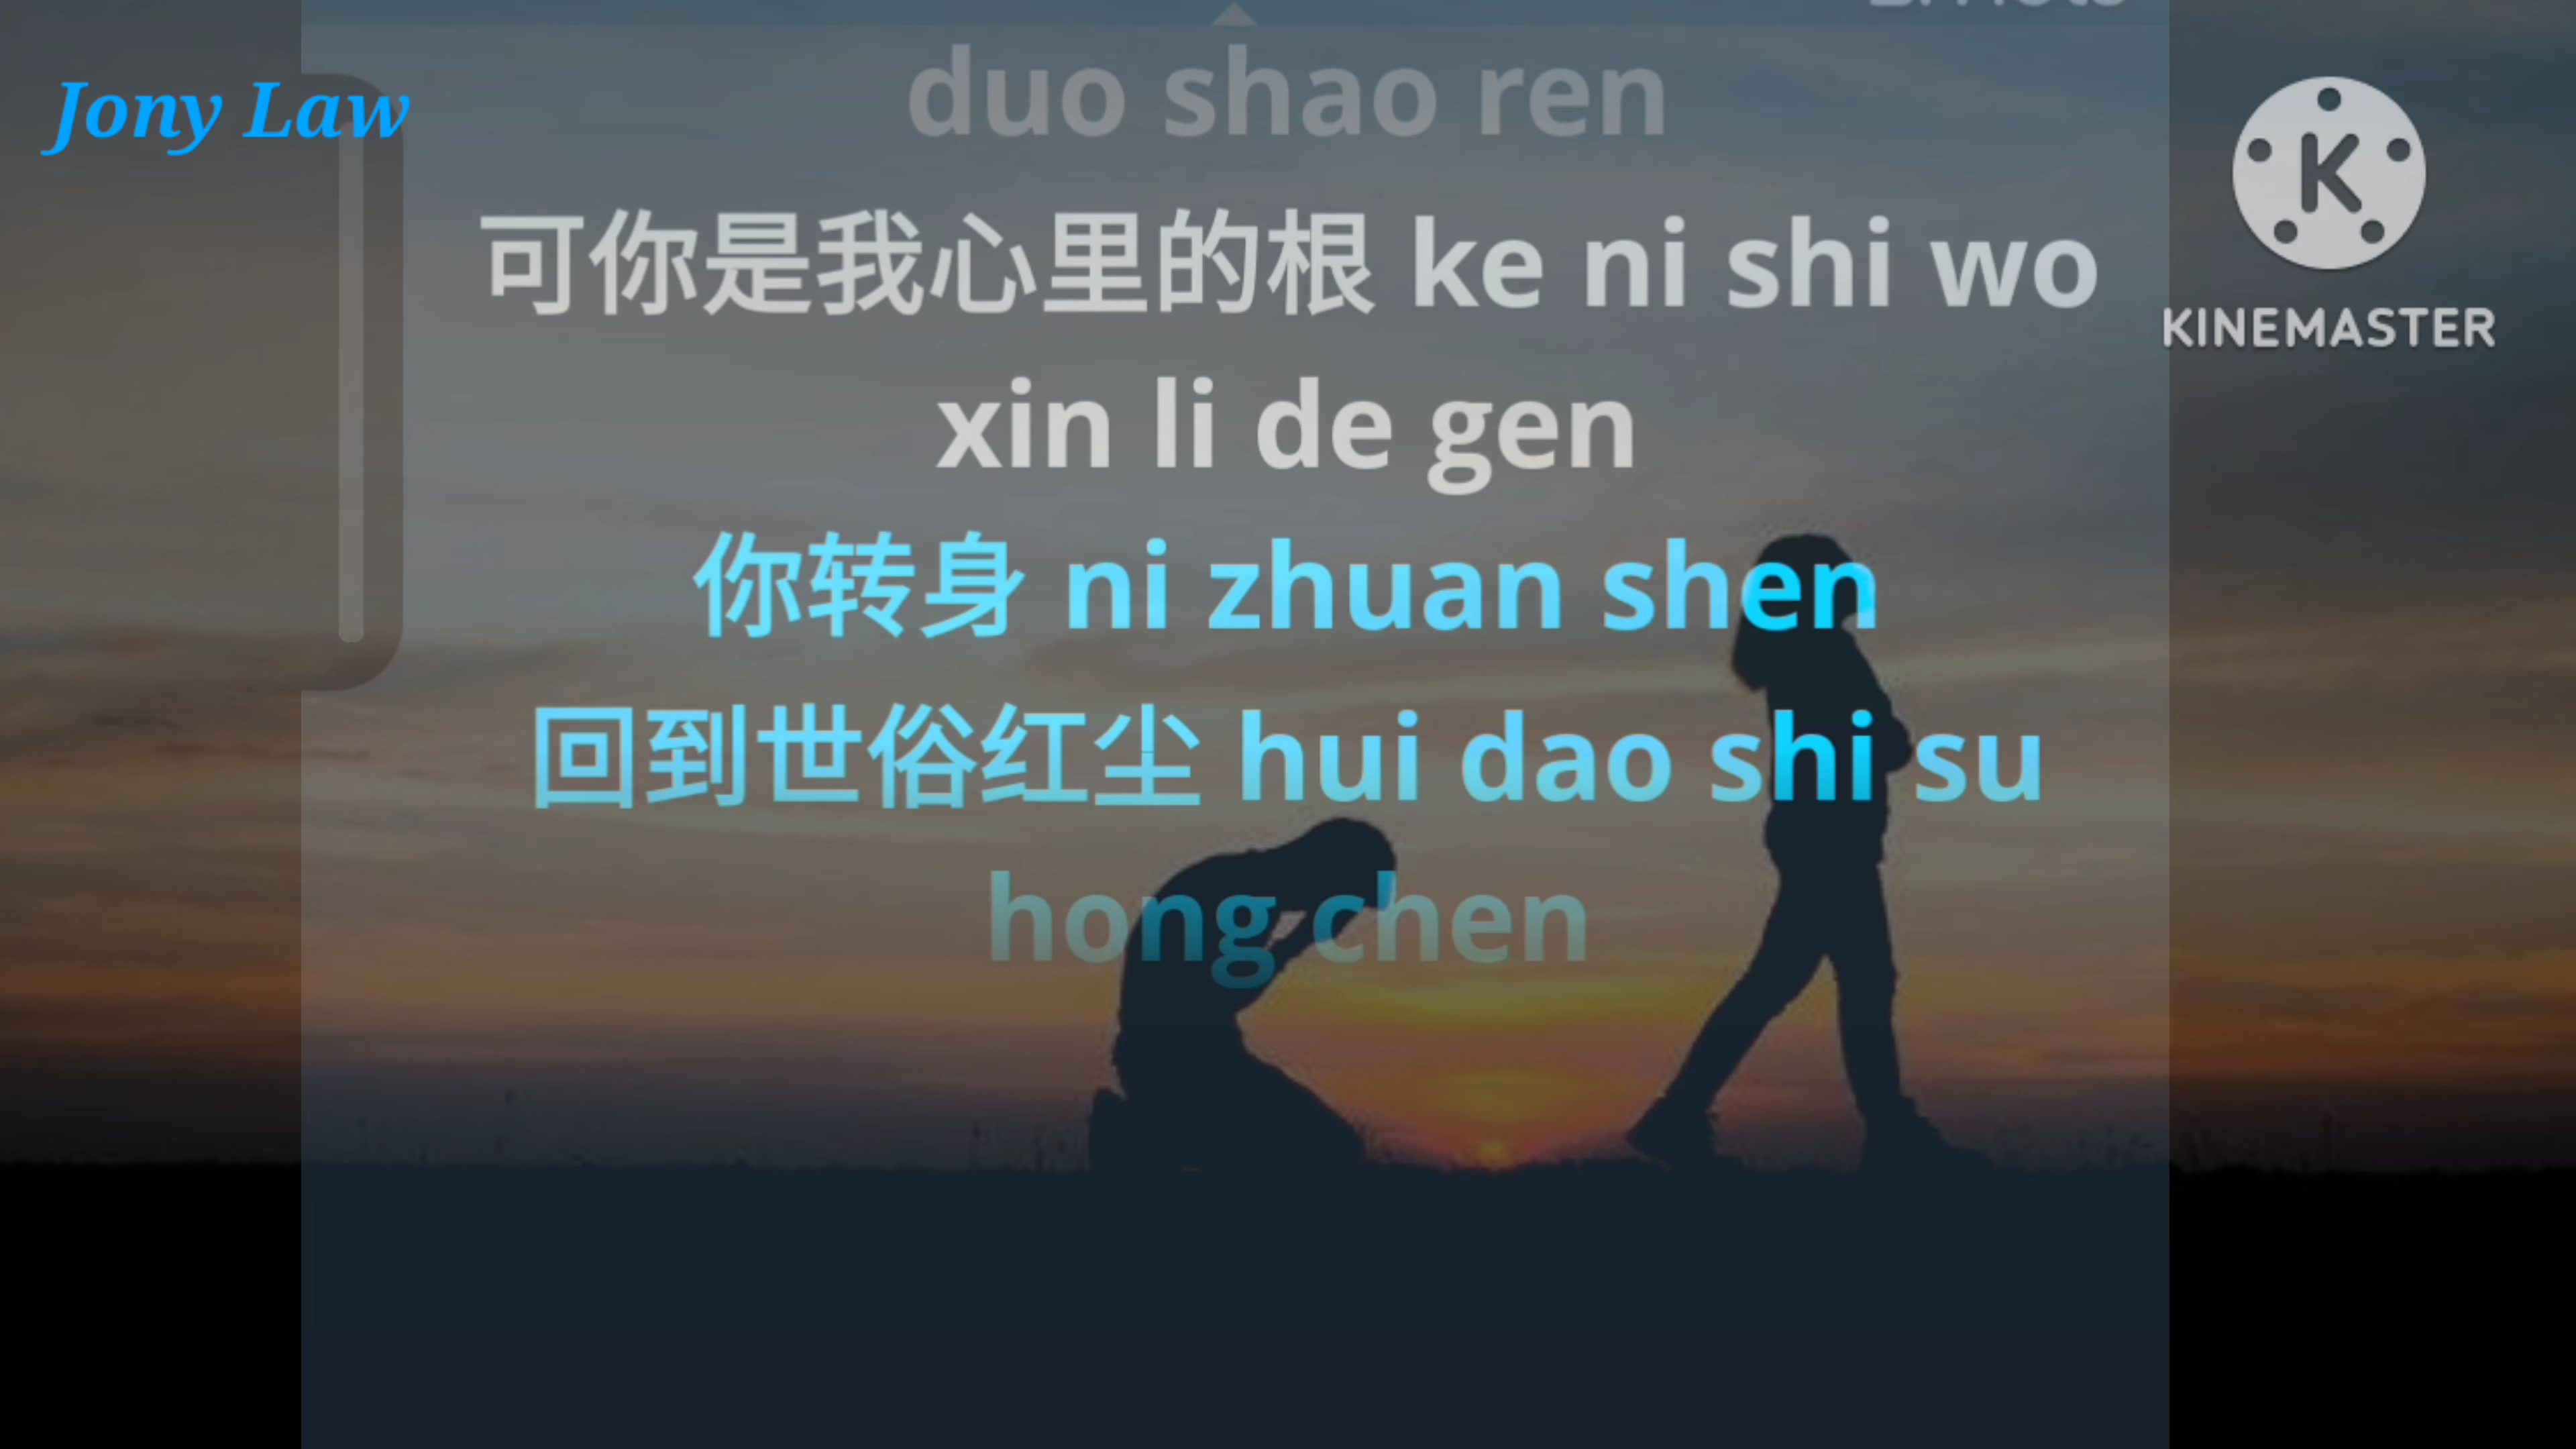 Jony Law
duo shao ren
可你是我心里的根 ke ni shi wo
xin li de gen
你转身 ni zhuan shen
回到世俗红尘 hui dao shi su
hong chen
K
KINEMASTER